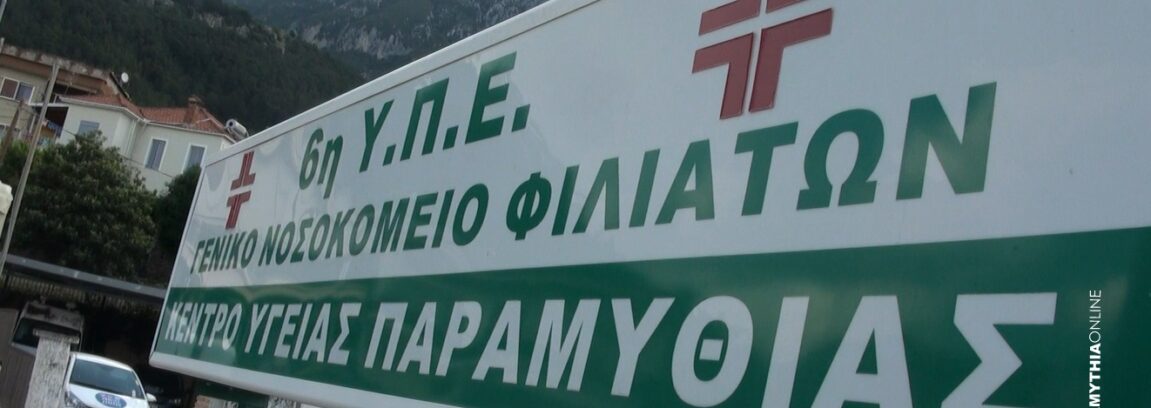 6η Υ.Π.Ε.
ΓΕΝΙΚΟ ΝΟΣΟΚΟΜΕΙΟ ΦΙΛΙΑΤΩΝ
ΚΕΝΤΡΟ ΥΓΕΙΑΣ ΠΑΡΑΜΥΘΙΑΣ
MYTHIAONLINE